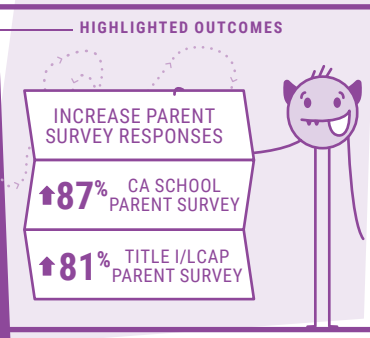 HIGHLIGHTED OUTCOMES
INCREASE PARENT
SURVEY RESPONSES
87% CA SCHOOL
PARENT SURVEY
81% TITLE I/LCAP
PARENT SURVEY